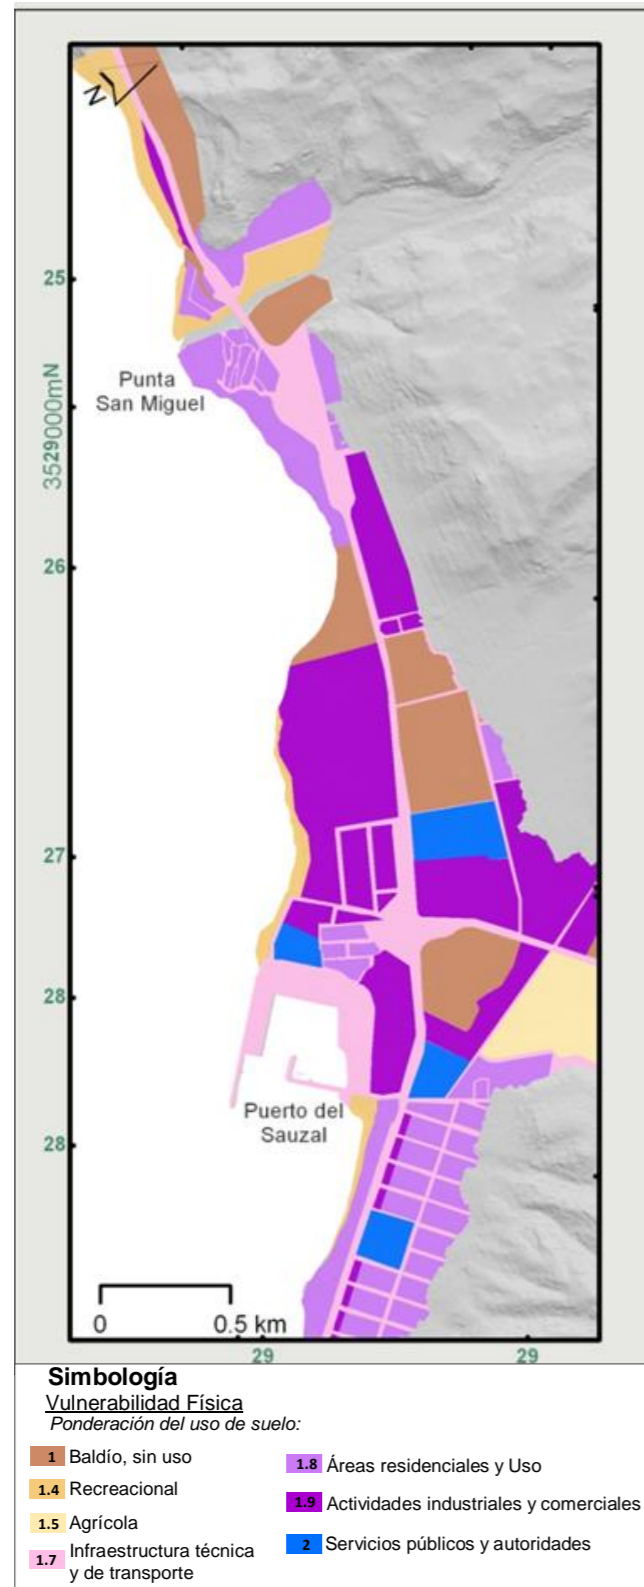 N
25
Punta
San Miguel
3529000mN
26
27
28
Puerto del
Sauzal
28
0 0.5 km
29 29
Simbología
Vulnerabilidad Física
Ponderación del uso de suelo:
1 Baldío, sin uso
1.4 Recreacional
1.5 Agrícola
1.7 Infraestructura técnica
y de transporte
1.8 Áreas residenciales y Uso
1.9 Actividades industriales y comerciales
2 Servicios públicos y autoridades